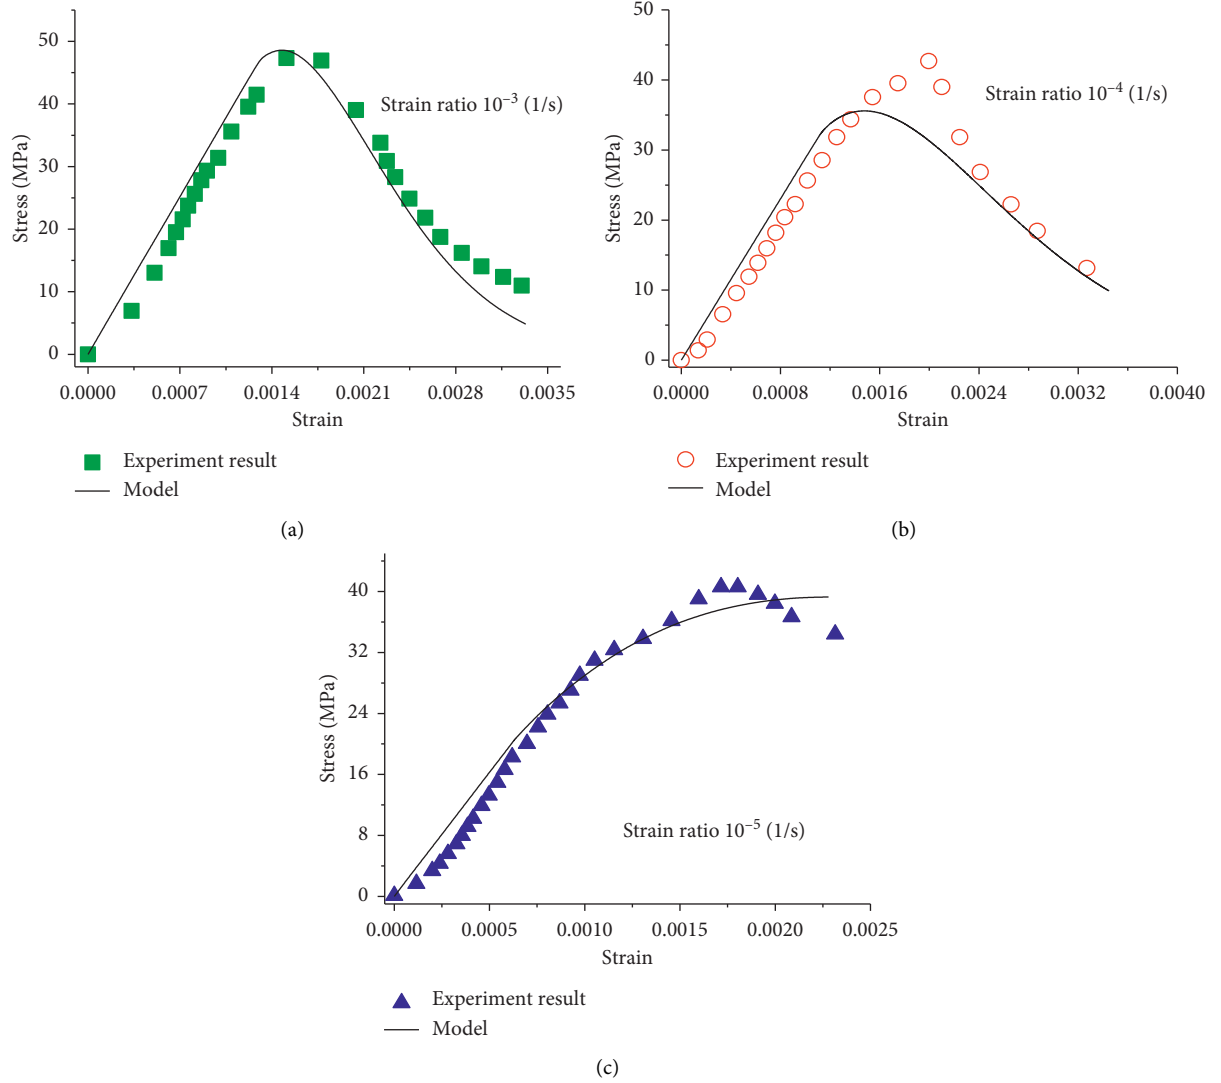 50
40
30
20
10
0
Stress (MPa)
Strain ratio 10⁻³ (1/s)
0.0000 0.0007 0.0014 0.0021 0.0028 0.0035
Strain
Experiment result
Model
(a)
50
40
30
20
10
0
Stress (MPa)
Strain ratio 10⁻⁴ (1/s)
0.0000 0.0008 0.0016 0.0024 0.0032 0.0040
Strain
Experiment result
Model
(b)
40
32
24
16
8
0
Stress (MPa)
Strain ratio 10⁻⁵ (1/s)
0.0000 0.0005 0.0010 0.0015 0.0020 0.0025
Strain
Experiment result
Model
(c)